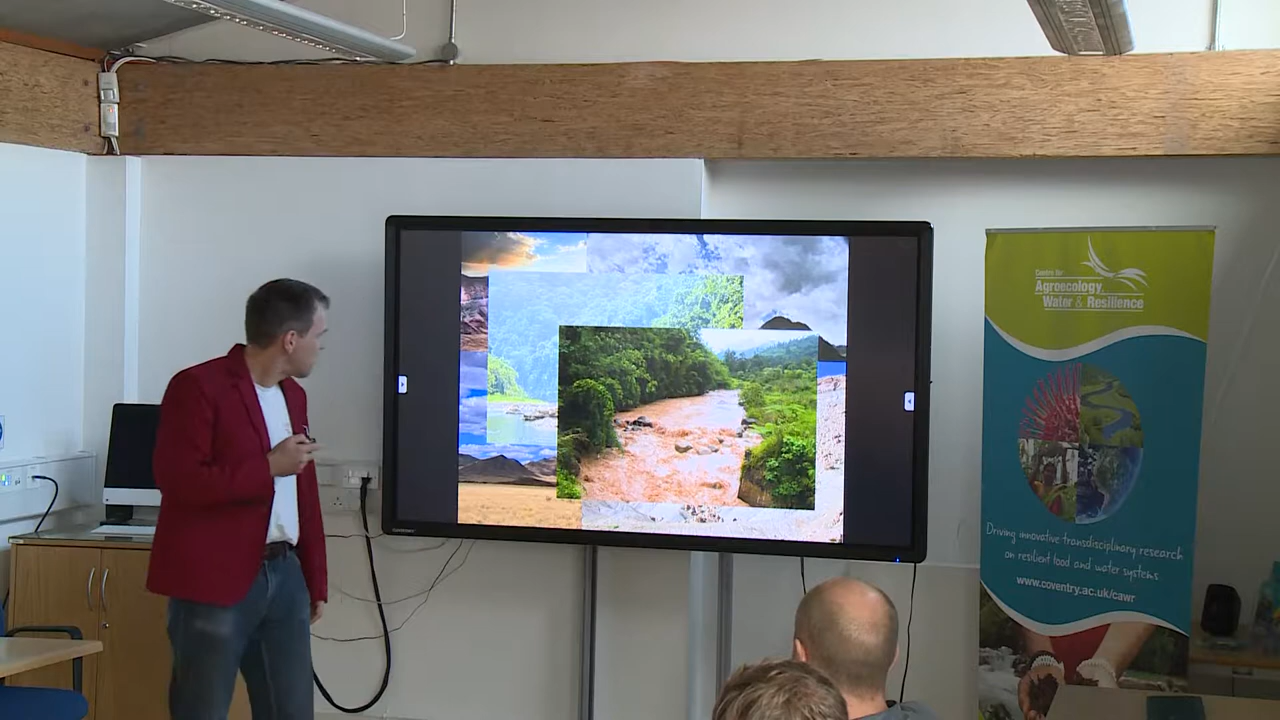 Centre for
Agroecology,
Water & Resilience
Driving innovative transdisciplinary research
on resilient food and water systems
www.coventry.ac.uk/cawr